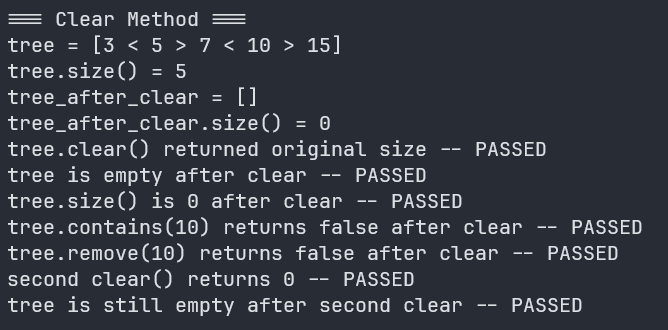 === Clear Method ===
tree = [3 < 5 > 7 < 10 > 15]
tree.size() = 5
tree_after_clear = []
tree_after_clear.size() = 0
tree.clear() returned original size -- PASSED
tree is empty after clear -- PASSED
tree.size() is 0 after clear -- PASSED
tree.contains(10) returns false after clear -- PASSED
tree.remove(10) returns false after clear -- PASSED
second clear() returns 0 -- PASSED
tree is still empty after second clear -- PASSED